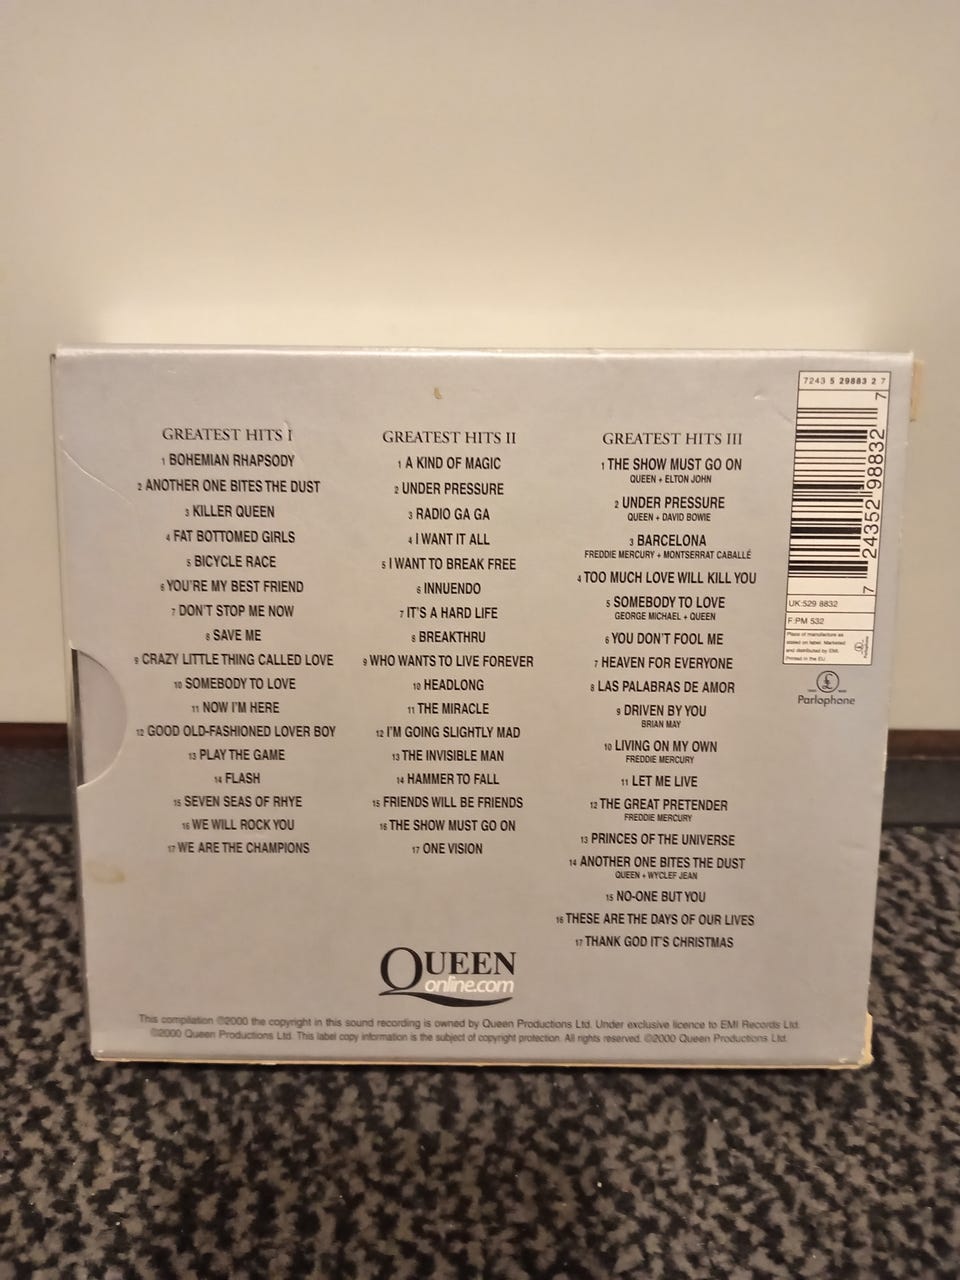 GREATEST HITS I
1 BOHEMIAN RHAPSODY
2 ANOTHER ONE BITES THE DUST
3 KILLER QUEEN
4 FAT BOTTOMED GIRLS
5 BICYCLE RACE
6 YOU'RE MY BEST FRIEND
7 DON'T STOP ME NOW
8 SAVE ME
9 CRAZY LITTLE THING CALLED LOVE
10 SOMEBODY TO LOVE
11 NOW I'M HERE
12 GOOD OLD-FASHIONED LOVER BOY
13 PLAY THE GAME
14 FLASH
15 SEVEN SEAS OF RHYE
16 WE WILL ROCK YOU
17 WE ARE THE CHAMPIONS
GREATEST HITS II
1 A KIND OF MAGIC
2 UNDER PRESSURE
3 RADIO GA GA
4 I WANT IT ALL
5 I WANT TO BREAK FREE
6 INNUENDO
7 IT'S A HARD LIFE
8 BREAKTHRU
9 WHO WANTS TO LIVE FOREVER
10 HEADLONG
11 THE MIRACLE
12 I'M GOING SLIGHTLY MAD
13 THE INVISIBLE MAN
14 HAMMER TO FALL
15 FRIENDS WILL BE FRIENDS
16 THE SHOW MUST GO ON
17 ONE VISION
GREATEST HITS III
1 THE SHOW MUST GO ON
QUEEN + ELTON JOHN
2 UNDER PRESSURE
QUEEN + DAVID BOWIE
3 BARCELONA
FREDDIE MERCURY + MONTSERRAT CABALLÉ
4 TOO MUCH LOVE WILL KILL YOU
5 SOMEBODY TO LOVE
GEORGE MICHAEL + QUEEN
6 YOU DON'T FOOL ME
7 HEAVEN FOR EVERYONE
8 LAS PALABRAS DE AMOR
9 DRIVEN BY YOU
BRIAN MAY
10 LIVING ON MY OWN
FREDDIE MERCURY
11 LET ME LIVE
12 THE GREAT PRETENDER
FREDDIE MERCURY
13 PRINCES OF THE UNIVERSE
14 ANOTHER ONE BITES THE DUST
QUEEN + WYCLEF JEAN
15 NO-ONE BUT YOU
16 THESE ARE THE DAYS OF OUR LIVES
17 THANK GOD IT'S CHRISTMAS
7243 5 29883 2 7
7 24352 98832 7
UK:529 8832
F:PM 532
Place of manufacture as
stated on label. Marketed
and distributed by EMI.
Printed in the EU
£
Parlophone
QUEEN
online.com
This compilation ℗2000 the copyright in this sound recording is owned by Queen Productions Ltd. Under exclusive licence to EMI Records Ltd.
©2000 Queen Productions Ltd. This label copy information is the subject of copyright protection. All rights reserved. ©2000 Queen Productions Ltd.